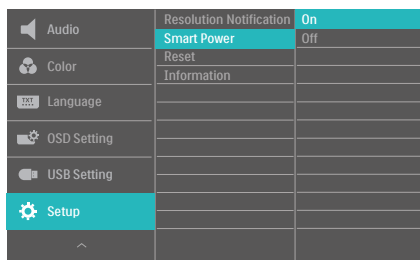 Audio
Color
TXT
Language
OSD Setting
USB Setting
Setup
Resolution Notification
Smart Power
Reset
Information
On
Off